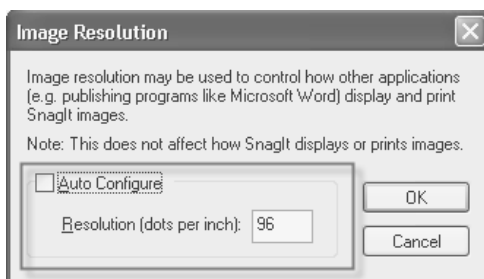 Image Resolution
Image resolution may be used to control how other applications
(e.g. publishing programs like Microsoft Word) display and print
SnagIt images.
Note: This does not affect how SnagIt displays or prints images.
Auto Configure
Resolution (dots per inch): 96
OK
Cancel